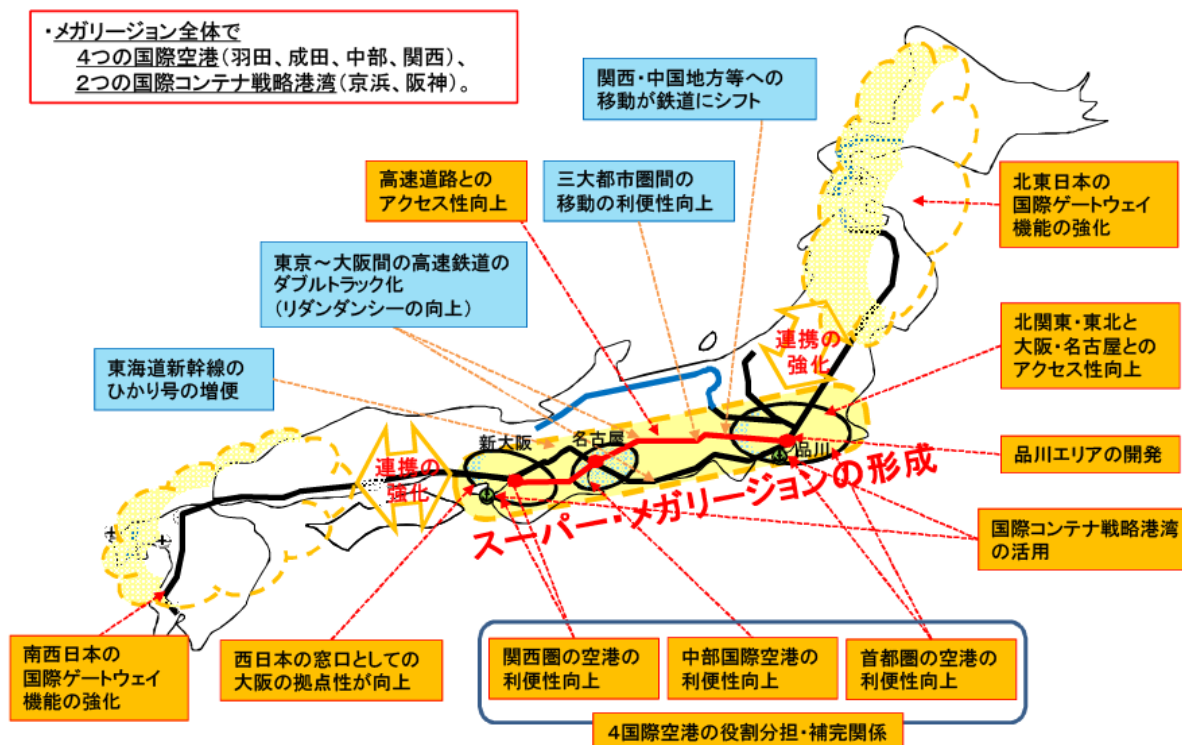 ・メガリージョン全体で
4つの国際空港(羽田、成田、中部、関西)、
2つの国際コンテナ戦略港湾(京浜、阪神)。
関西・中国地方等への
移動が鉄道にシフト
高速道路との
アクセス性向上
三大都市圏間の
移動の利便性向上
北東日本の
国際ゲートウェイ
機能の強化
東京～大阪間の高速鉄道の
ダブルトラック化
(リダンダンシーの向上)
連携の
強化
北関東・東北と
大阪・名古屋との
アクセス性向上
東海道新幹線の
ひかり号の増便
新大阪
名古屋
品川
品川エリアの開発
連携の
強化
スーパー・メガリージョンの形成
国際コンテナ戦略港湾
の活用
南西日本の
国際ゲートウェイ
機能の強化
西日本の窓口としての
大阪の拠点性が向上
関西圏の空港の
利便性向上
中部国際空港の
利便性向上
首都圏の空港の
利便性向上
4国際空港の役割分担・補完関係